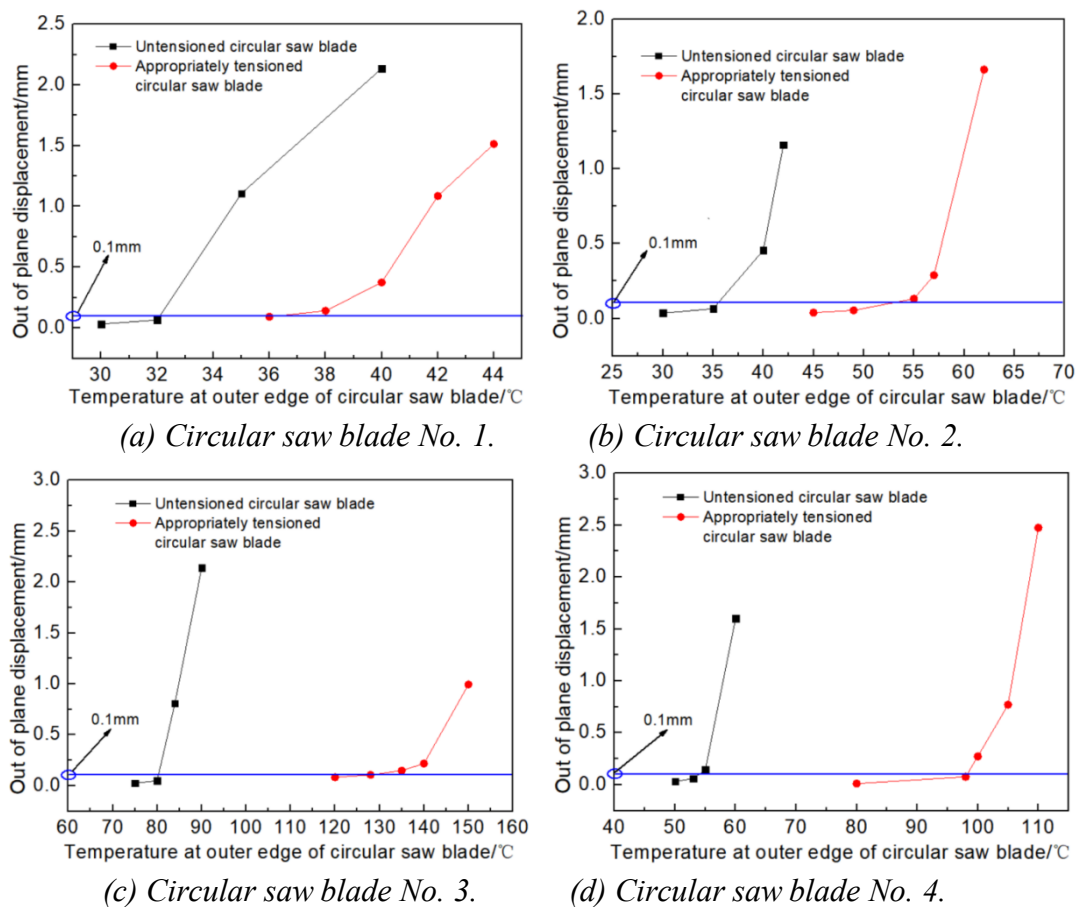 2.5
2.0
1.5
1.0
0.5
0.0
Out of plane displacement/mm
Untensioned circular saw blade
Appropriately tensioned
circular saw blade
0.1mm
30 32 34 36 38 40 42 44
Temperature at outer edge of circular saw blade/℃
(a) Circular saw blade No. 1.
2.0
1.5
1.0
0.5
0.0
Out of plane displacement/mm
Untensioned circular saw blade
Appropriately tensioned
circular saw blade
0.1mm
25 30 35 40 45 50 55 60 65 70
Temperature at outer edge of circular saw blade/℃
(b) Circular saw blade No. 2.
3.0
2.5
2.0
1.5
1.0
0.5
0.0
Out of plane displacement/mm
Untensioned circular saw blade
Appropriately tensioned
circular saw blade
0.1mm
60 70 80 90 100 110 120 130 140 150 160
Temperature at outer edge of circular saw blade/℃
(c) Circular saw blade No. 3.
3.0
2.5
2.0
1.5
1.0
0.5
0.0
Out of plane displacement/mm
Untensioned circular saw blade
Appropriately tensioned
circular saw blade
0.1mm
40 50 60 70 80 90 100 110
Temperature at outer edge of circular saw blade/℃
(d) Circular saw blade No. 4.